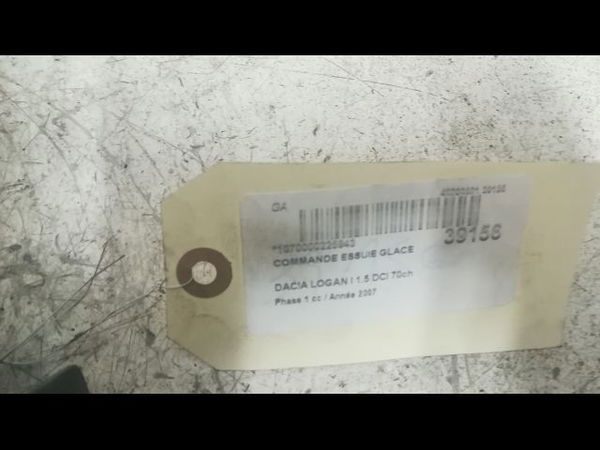 GA
39156
COMMANDE ESSUIE GLACE
DACIA LOGAN I 1.5 DCI 70ch
Phase 1 cc / Année 2007